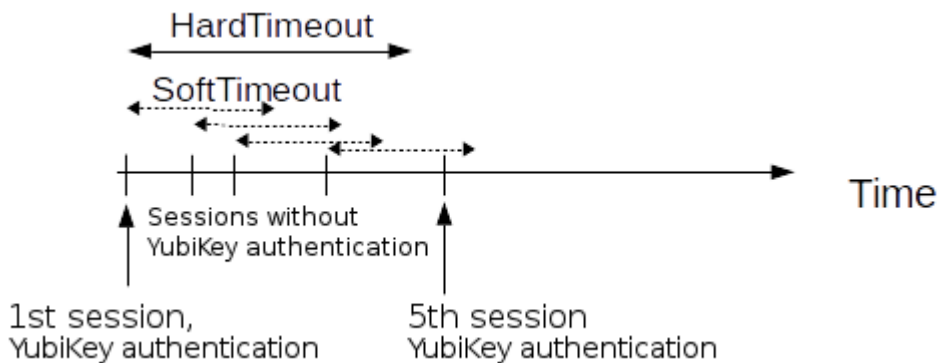 HardTimeout
SoftTimeout
Time
Sessions without
YubiKey authentication
1st session,
YubiKey authentication
5th session
YubiKey authentication